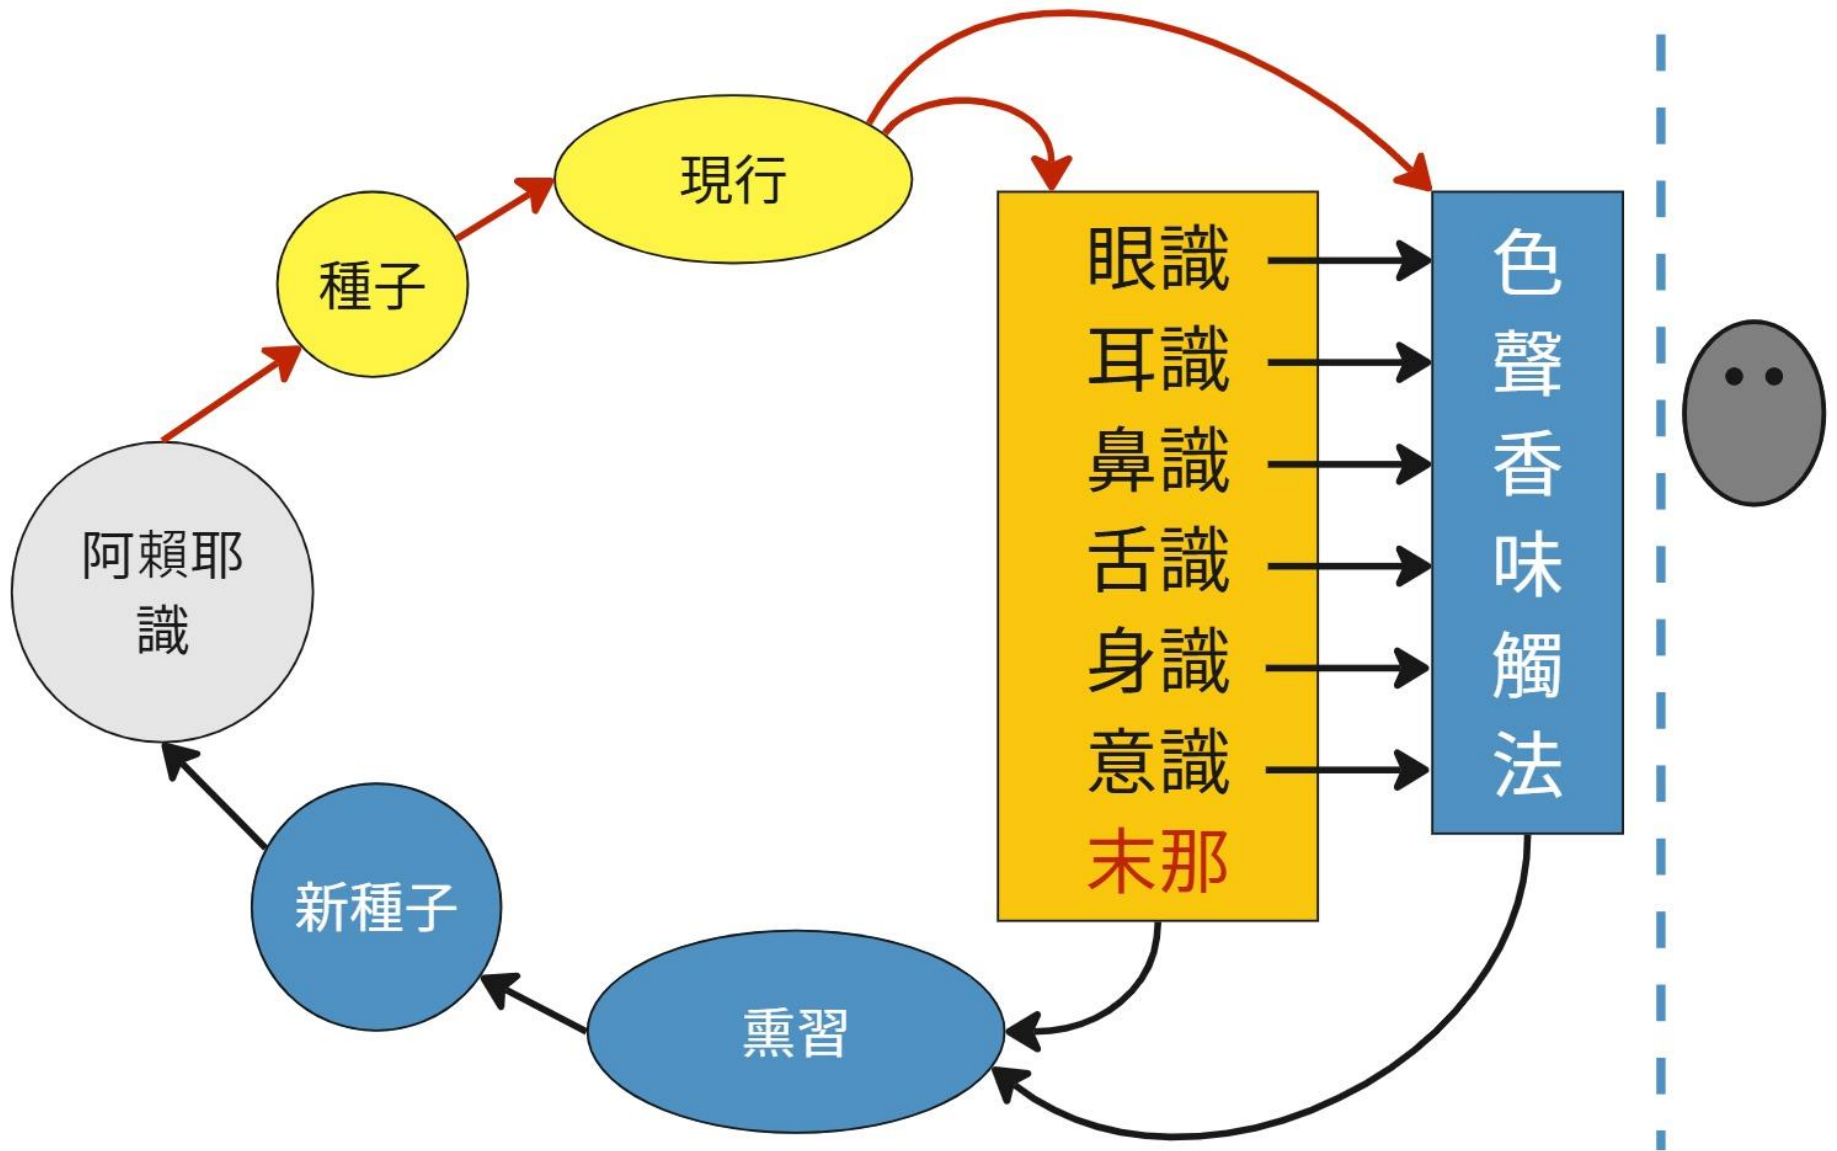 現行
種子
阿賴耶
識
新種子
熏習
眼識
耳識
鼻識
舌識
身識
意識
末那
色
聲
香
味
觸
法